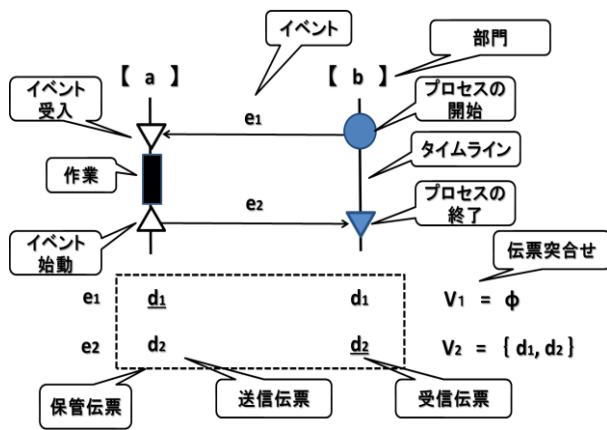 イベント
部門
【 a 】
【 b 】
イベント
受入
プロセスの
開始
e₁
作業
タイムライン
e₂
プロセスの
終了
イベント
始動
伝票突合せ
e₁ d₁ d₁ V₁ = ϕ
e₂ d₂ d₂ V₂ = { d₁, d₂ }
保管伝票
送信伝票
受信伝票